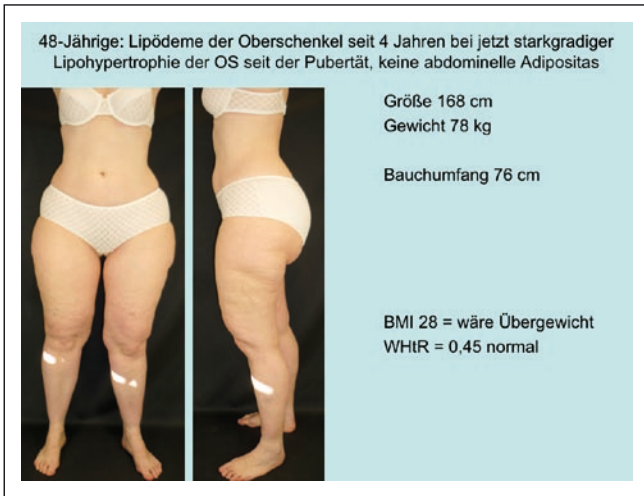 48-Jährige: Lipödeme der Oberschenkel seit 4 Jahren bei jetzt starkgradiger
Lipohypertrophie der OS seit der Pubertät, keine abdominelle Adipositas
Größe 168 cm
Gewicht 78 kg
Bauchumfang 76 cm
BMI 28 = wäre Übergewicht
WHtR = 0,45 normal